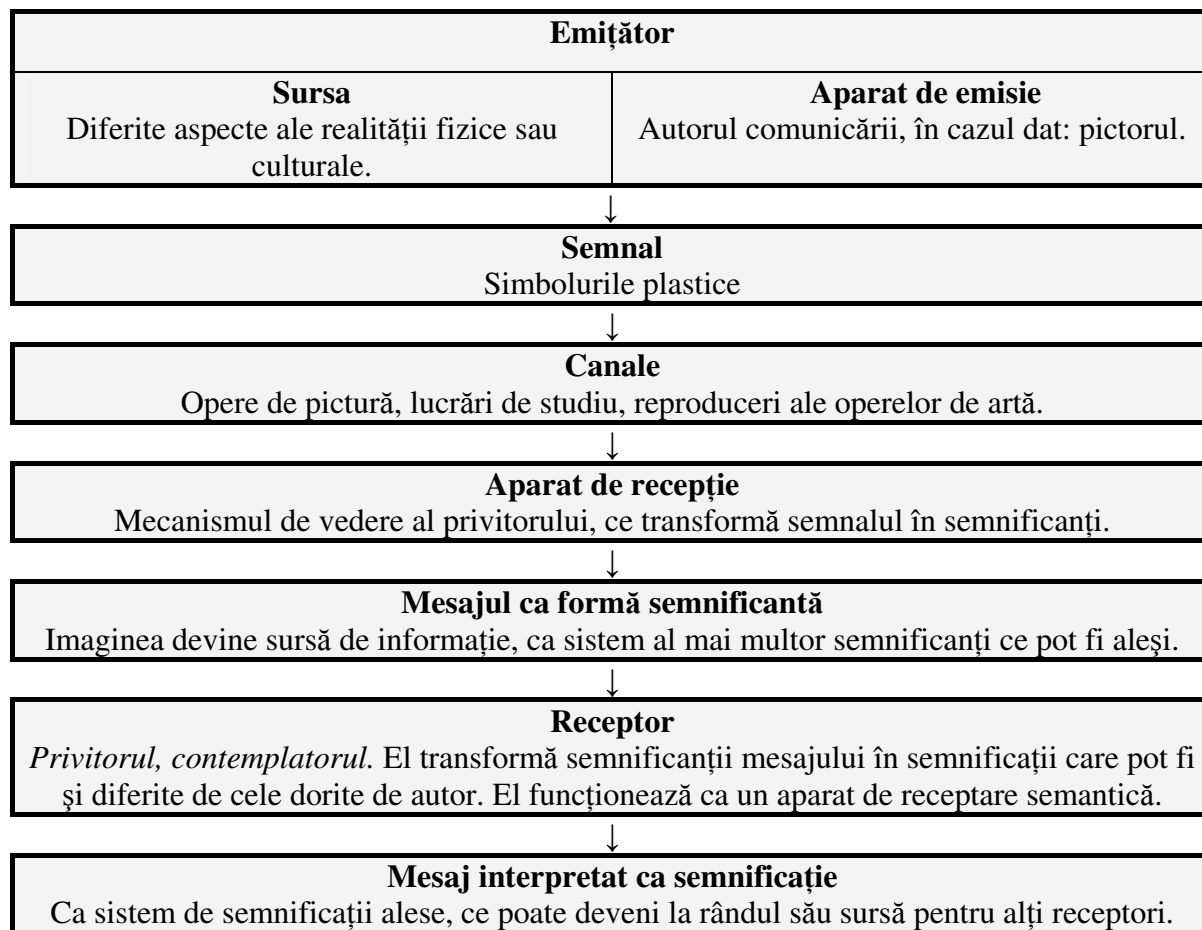 Emițător
Sursa
Diferite aspecte ale realității fizice sau
culturale.
Aparat de emisie
Autorul comunicării, în cazul dat: pictorul.
↓
Semnal
Simbolurile plastice
↓
Canale
Opere de pictură, lucrări de studiu, reproduceri ale operelor de artă.
↓
Aparat de recepție
Mecanismul de vedere al privitorului, ce transformă semnalul în semnificanți.
↓
Mesajul ca formă semnificantă
Imaginea devine sursă de informație, ca sistem al mai multor semnificanți ce pot fi aleşi.
↓
Receptor
Privitorul, contemplatorul. El transformă semnificanții mesajului în semnificații care pot fi
şi diferite de cele dorite de autor. El funcționează ca un aparat de receptare semantică.
↓
Mesaj interpretat ca semnificație
Ca sistem de semnificații alese, ce poate deveni la rândul său sursă pentru alți receptori.